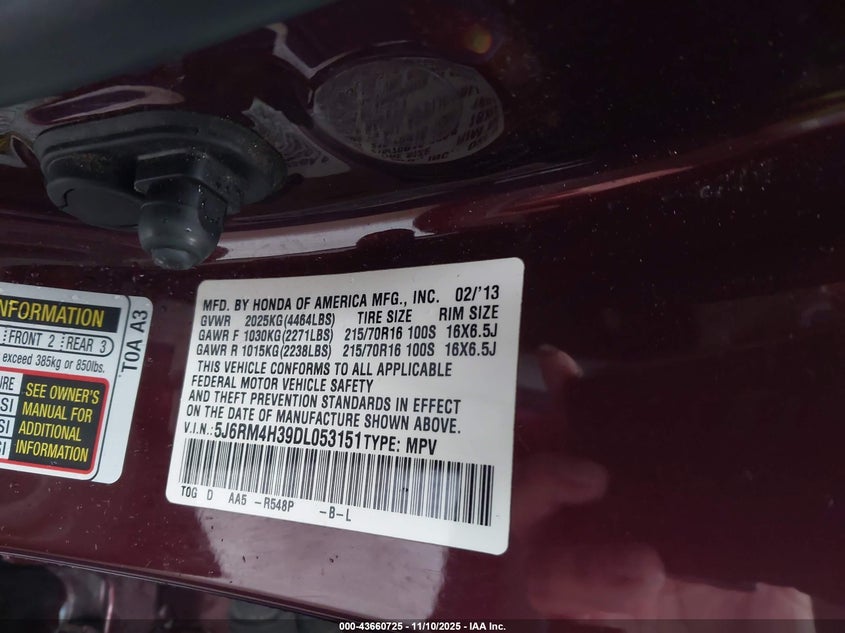 MFD. BY HONDA OF AMERICA MFG., INC. 02/'13
GVWR 2025KG(4464LBS) TIRE SIZE RIM SIZE
GAWR F 1030KG(2271LBS) 215/70R16 100S 16X6.5J
GAWR R 1015KG(2238LBS) 215/70R16 100S 16X6.5J
THIS VEHICLE CONFORMS TO ALL APPLICABLE
FEDERAL MOTOR VEHICLE SAFETY
AND THEFT PREVENTION STANDARDS IN EFFECT
ON THE DATE OF MANUFACTURE SHOWN ABOVE.
V.I.N.: 5J6RM4H39DL053151 TYPE: MPV
TOG D AA5 -R548P -B-L
INFORMATION
FRONT 2 REAR 3
exceed 385kg or 850lbs.
SEE OWNER'S
MANUAL FOR
ADDITIONAL
INFORMATION
T0A A3
000-43660725 - 11/10/2025 - IAA Inc.